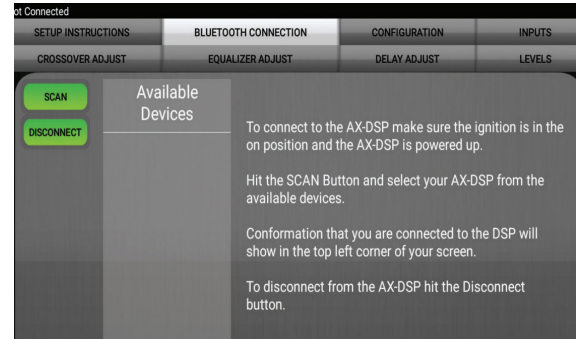 ot Connected
SETUP INSTRUCTIONS BLUETOOTH CONNECTION CONFIGURATION INPUTS
CROSSOVER ADJUST EQUALIZER ADJUST DELAY ADJUST LEVELS
SCAN
DISCONNECT
Available
Devices
To connect to the AX-DSP make sure the ignition is in the
on position and the AX-DSP is powered up.
Hit the SCAN Button and select your AX-DSP from the
available devices.
Conformation that you are connected to the DSP will
show in the top left corner of your screen.
To disconnect from the AX-DSP hit the Disconnect
button.